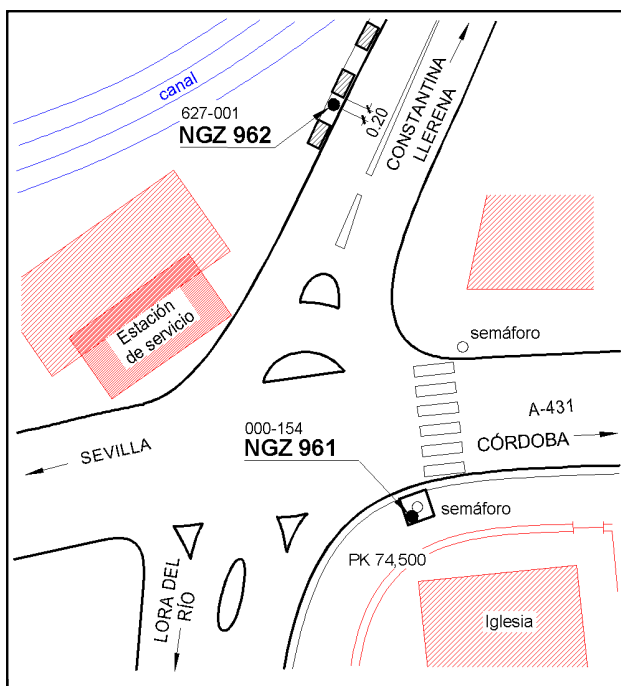 canal
627-001
NGZ 962
0.20
CONSTANTINA
LLERENA
Estación
de servicio
semáforo
A-431
CÓRDOBA
000-154
NGZ 961
SEVILLA
semáforo
PK 74,500
LORA DEL
RÍO
Iglesia